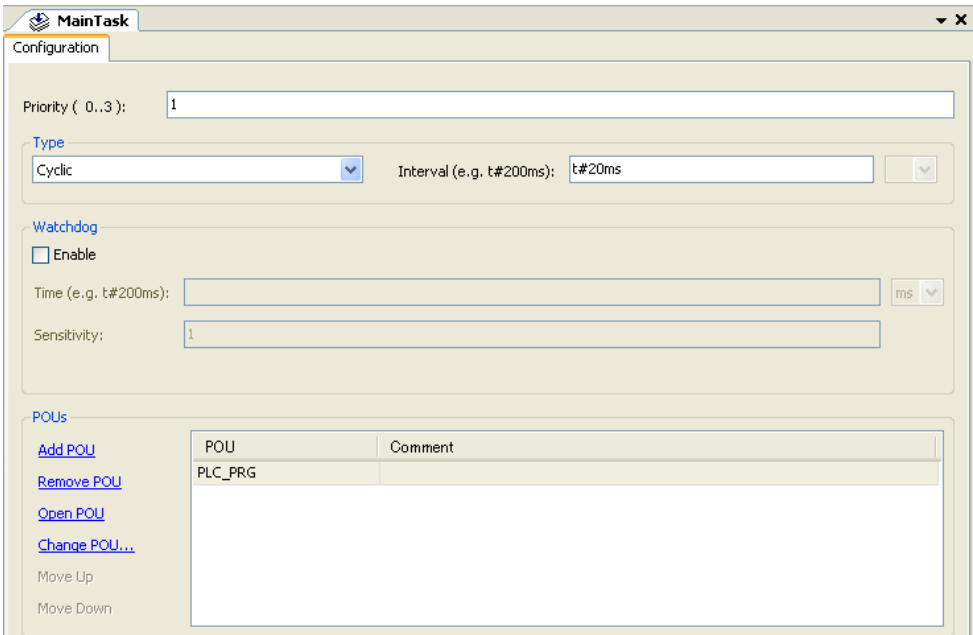 MainTask
Configuration
Priority ( 0..3 ): 1
Type
Cyclic Interval (e.g. t#200ms): t#20ms
Watchdog
Enable
Time (e.g. t#200ms): ms
Sensitivity: 1
POUs
Add POU
Remove POU
Open POU
Change POU...
Move Up
Move Down
POU Comment
PLC_PRG